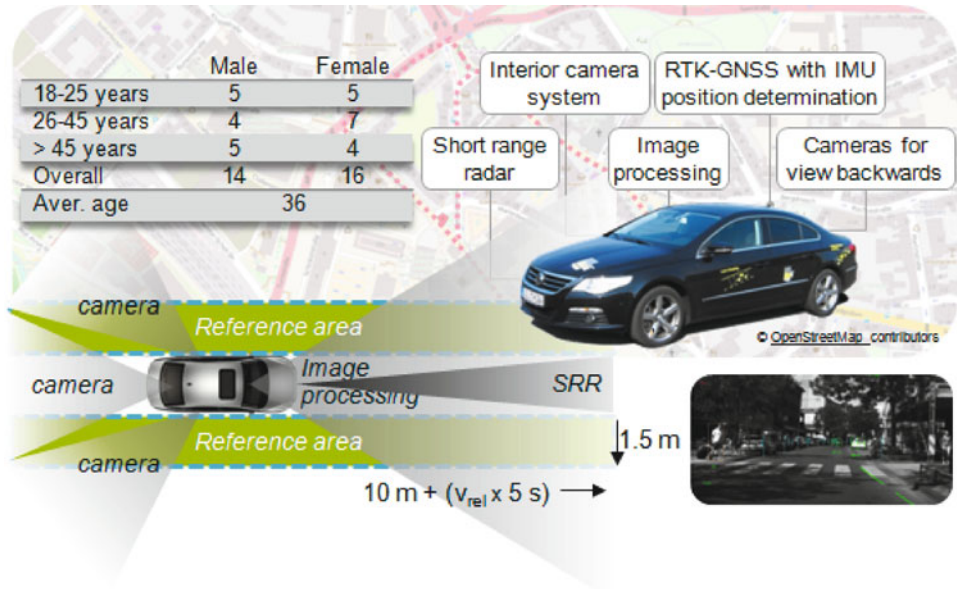 Male Female
18-25 years 5 5
26-45 years 4 7
> 45 years 5 4
Overall 14 16
Aver. age 36
Interior camera
system
RTK-GNSS with IMU
position determination
Short range
radar
Image
processing
Cameras for
view backwards
© OpenStreetMap contributors
camera
Reference area
camera
Image
processing
SRR
Reference area
camera
1.5 m
10 m + (vrel x 5 s)